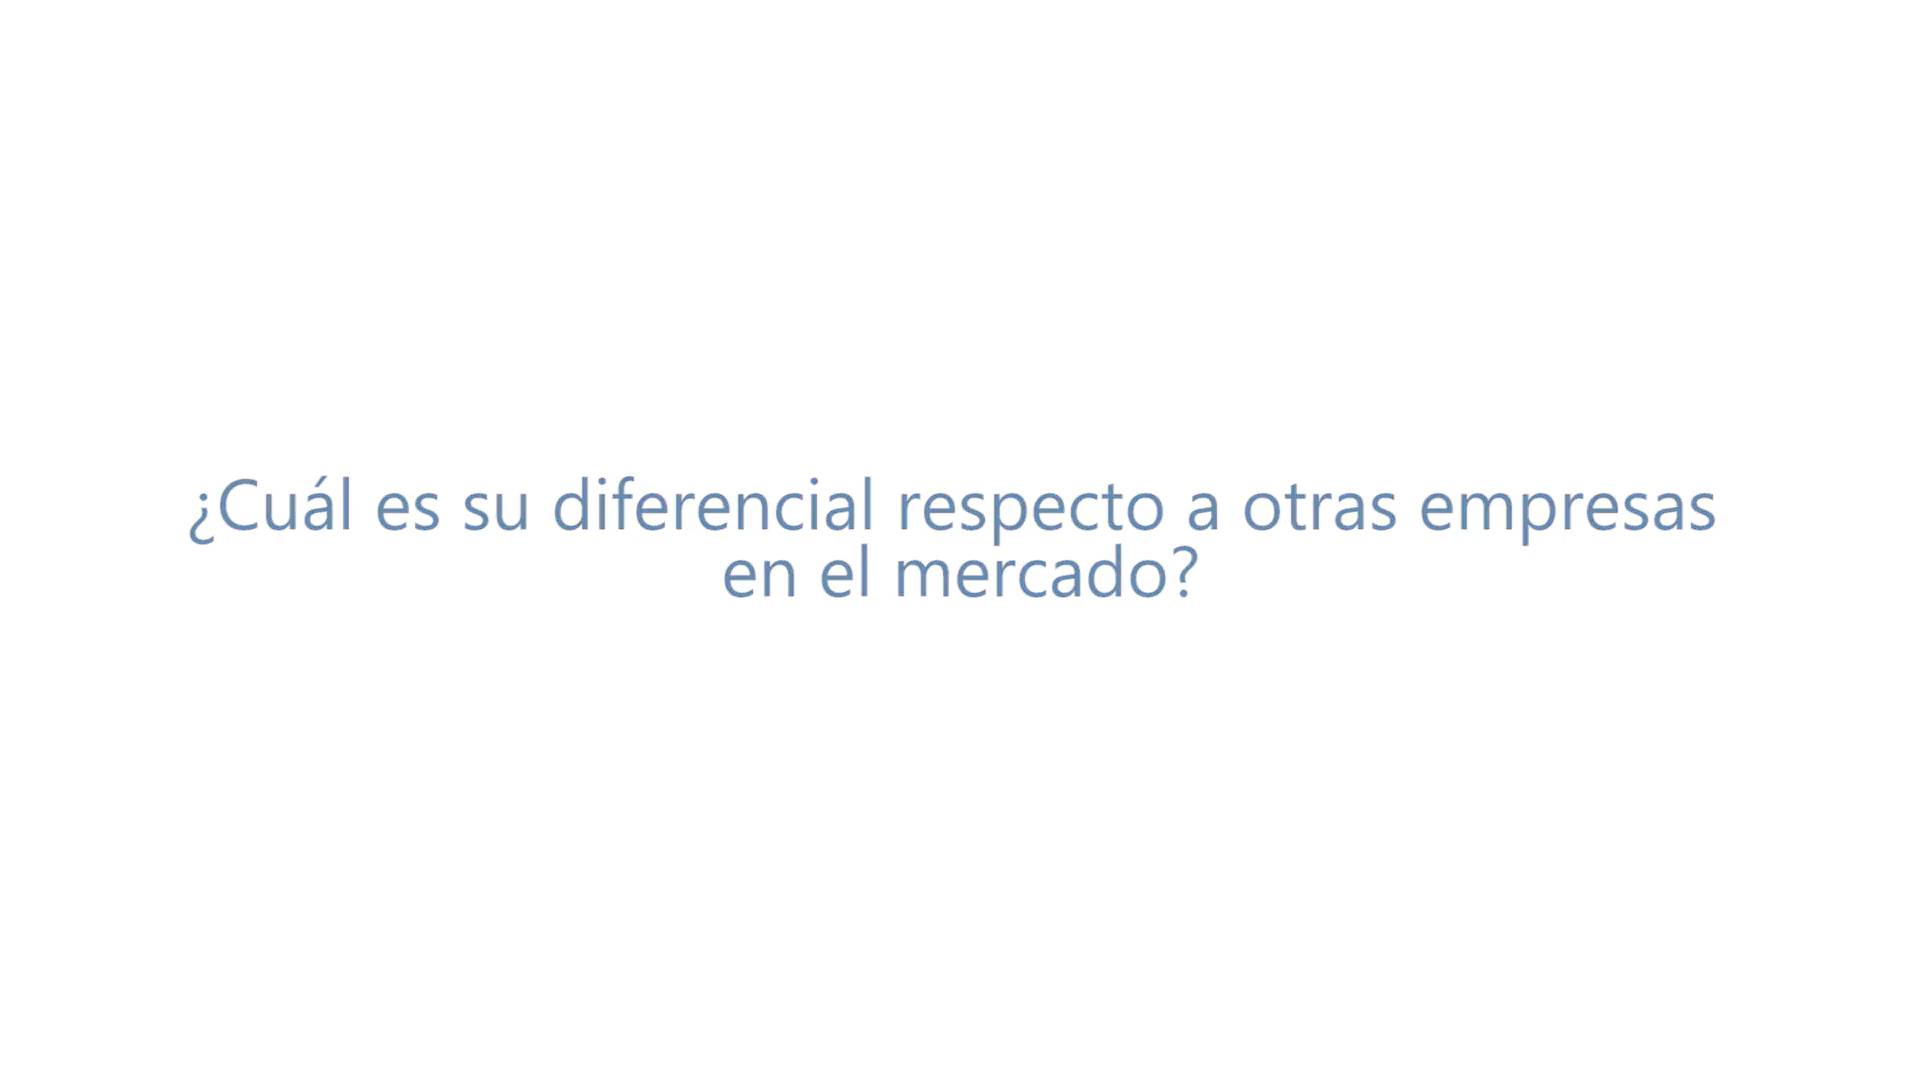 ¿Cuál es su diferencial respecto a otras empresas
en el mercado?